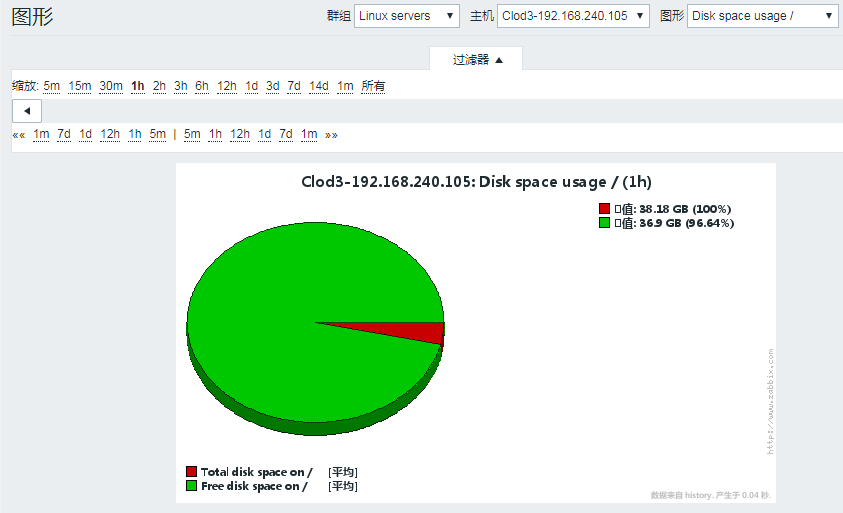 图形 群组 Linux servers 主机 Clod3-192.168.240.105 图形 Disk space usage /
过滤器
缩放: 5m 15m 30m 1h 2h 3h 6h 12h 1d 3d 7d 14d 1m 所有
«« 1m 7d 1d 12h 1h 5m | 5m 1h 12h 1d 7d 1m »»
Clod3-192.168.240.105: Disk space usage / (1h)
值: 38.18 GB (100%)
值: 36.9 GB (96.64%)
http://www.zabbix.com
Total disk space on / [平均]
Free disk space on / [平均]
数据来自 history. 产生于 0.04 秒.